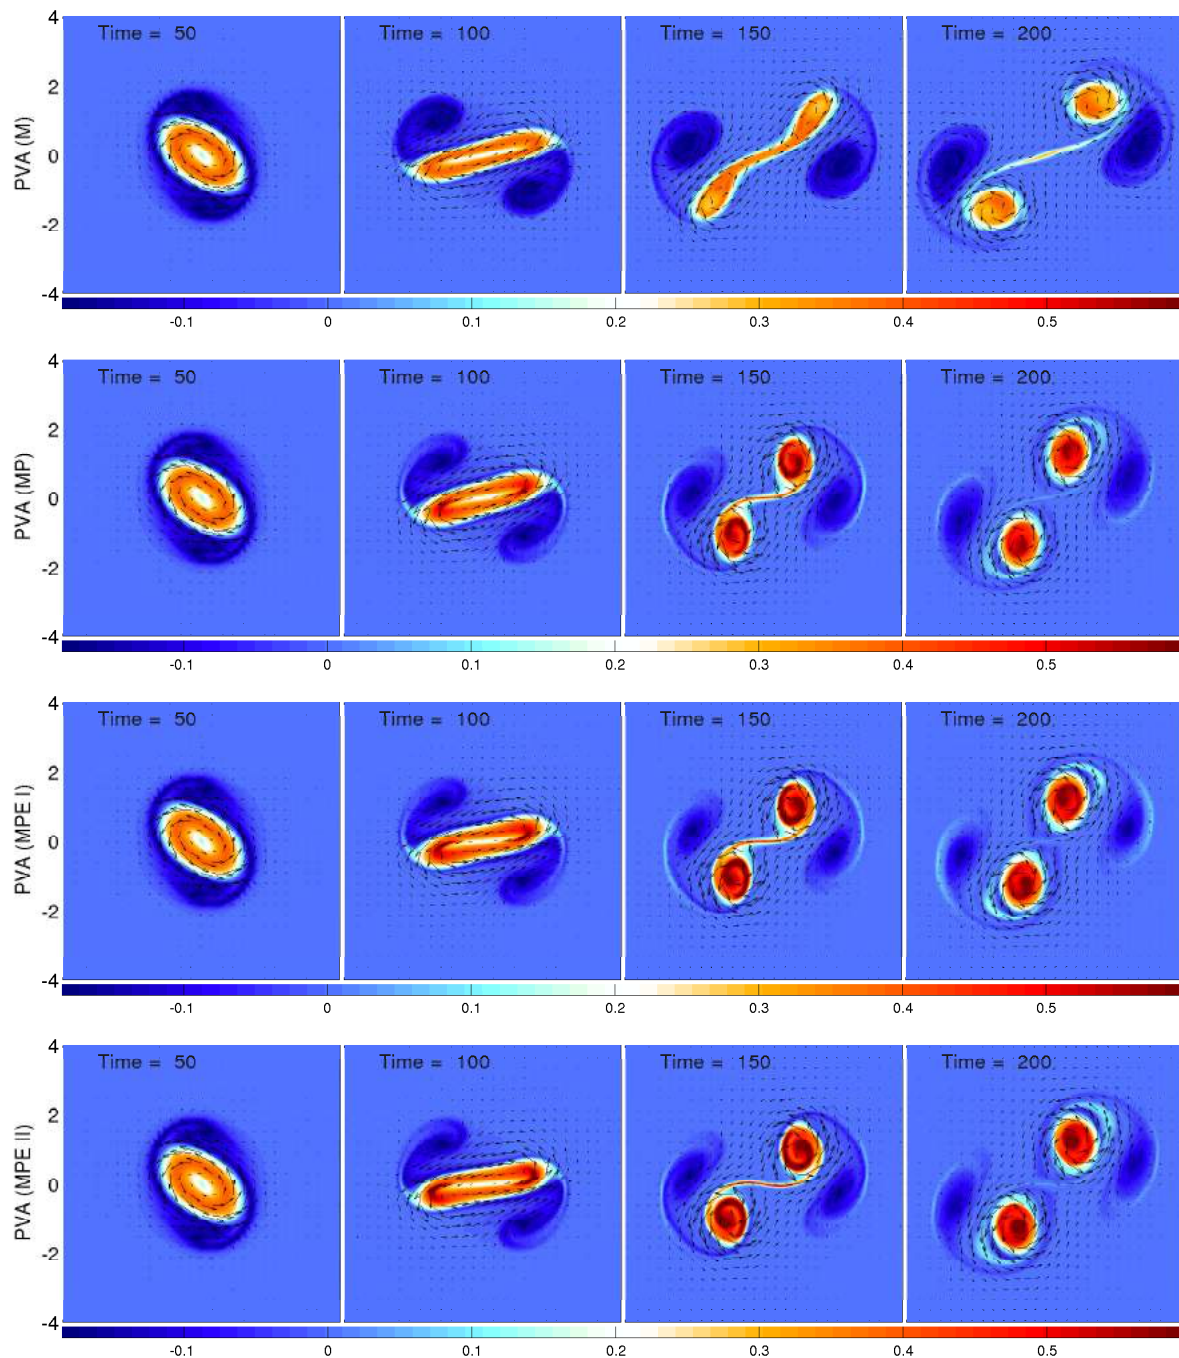 4
2
0
-2
-4
PVA (M)
Time = 50
Time = 100
Time = 150
Time = 200
-0.1 0 0.1 0.2 0.3 0.4 0.5
4
2
0
-2
-4
PVA (MP)
Time = 50
Time = 100
Time = 150
Time = 200
-0.1 0 0.1 0.2 0.3 0.4 0.5
4
2
0
-2
-4
PVA (MPE I)
Time = 50
Time = 100
Time = 150
Time = 200
-0.1 0 0.1 0.2 0.3 0.4 0.5
4
2
0
-2
-4
PVA (MPE II)
Time = 50
Time = 100
Time = 150
Time = 200
-0.1 0 0.1 0.2 0.3 0.4 0.5